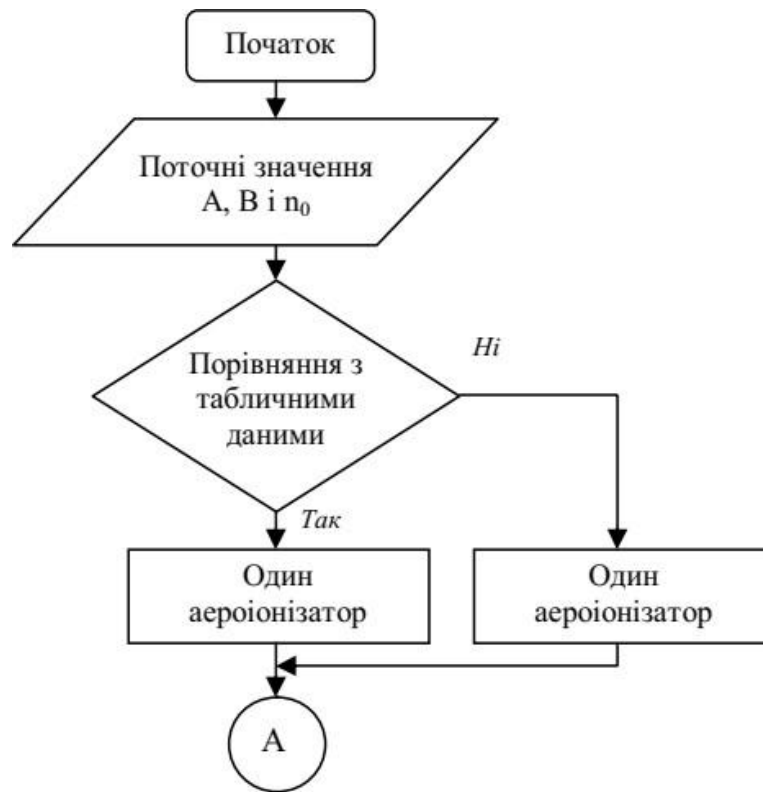 Початок
Поточні значення
А, В і n₀
Порівняння з
табличними
даними
Ні
Так
Один
аероіонізатор
Один
аероіонізатор
А